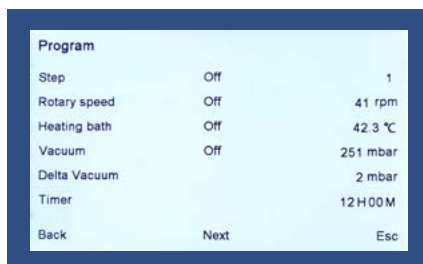 Program
Step Off 1
Rotary speed Off 41 rpm
Heating bath Off 42.3 ℃
Vacuum Off 251 mbar
Delta Vacuum 2 mbar
Timer 12H00M
Back Next Esc